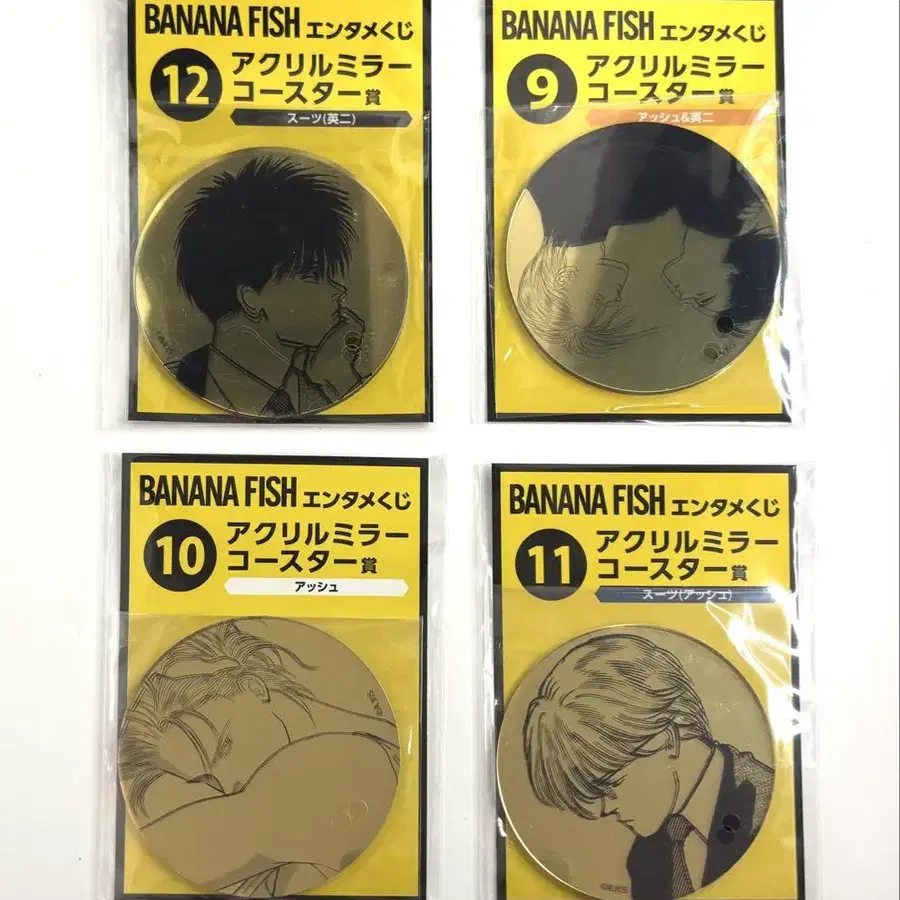 BANANA FISH エンタメくじ
12 アクリルミラー
コースター賞
スーツ(英二)
BANANA FISH エンタメくじ
9 アクリルミラー
コースター賞
アッシュ&英二
BANANA FISH エンタメくじ
10 アクリルミラー
コースター賞
アッシュ
BANANA FISH エンタメくじ
11 アクリルミラー
コースター賞
スーツ(アッシュ)